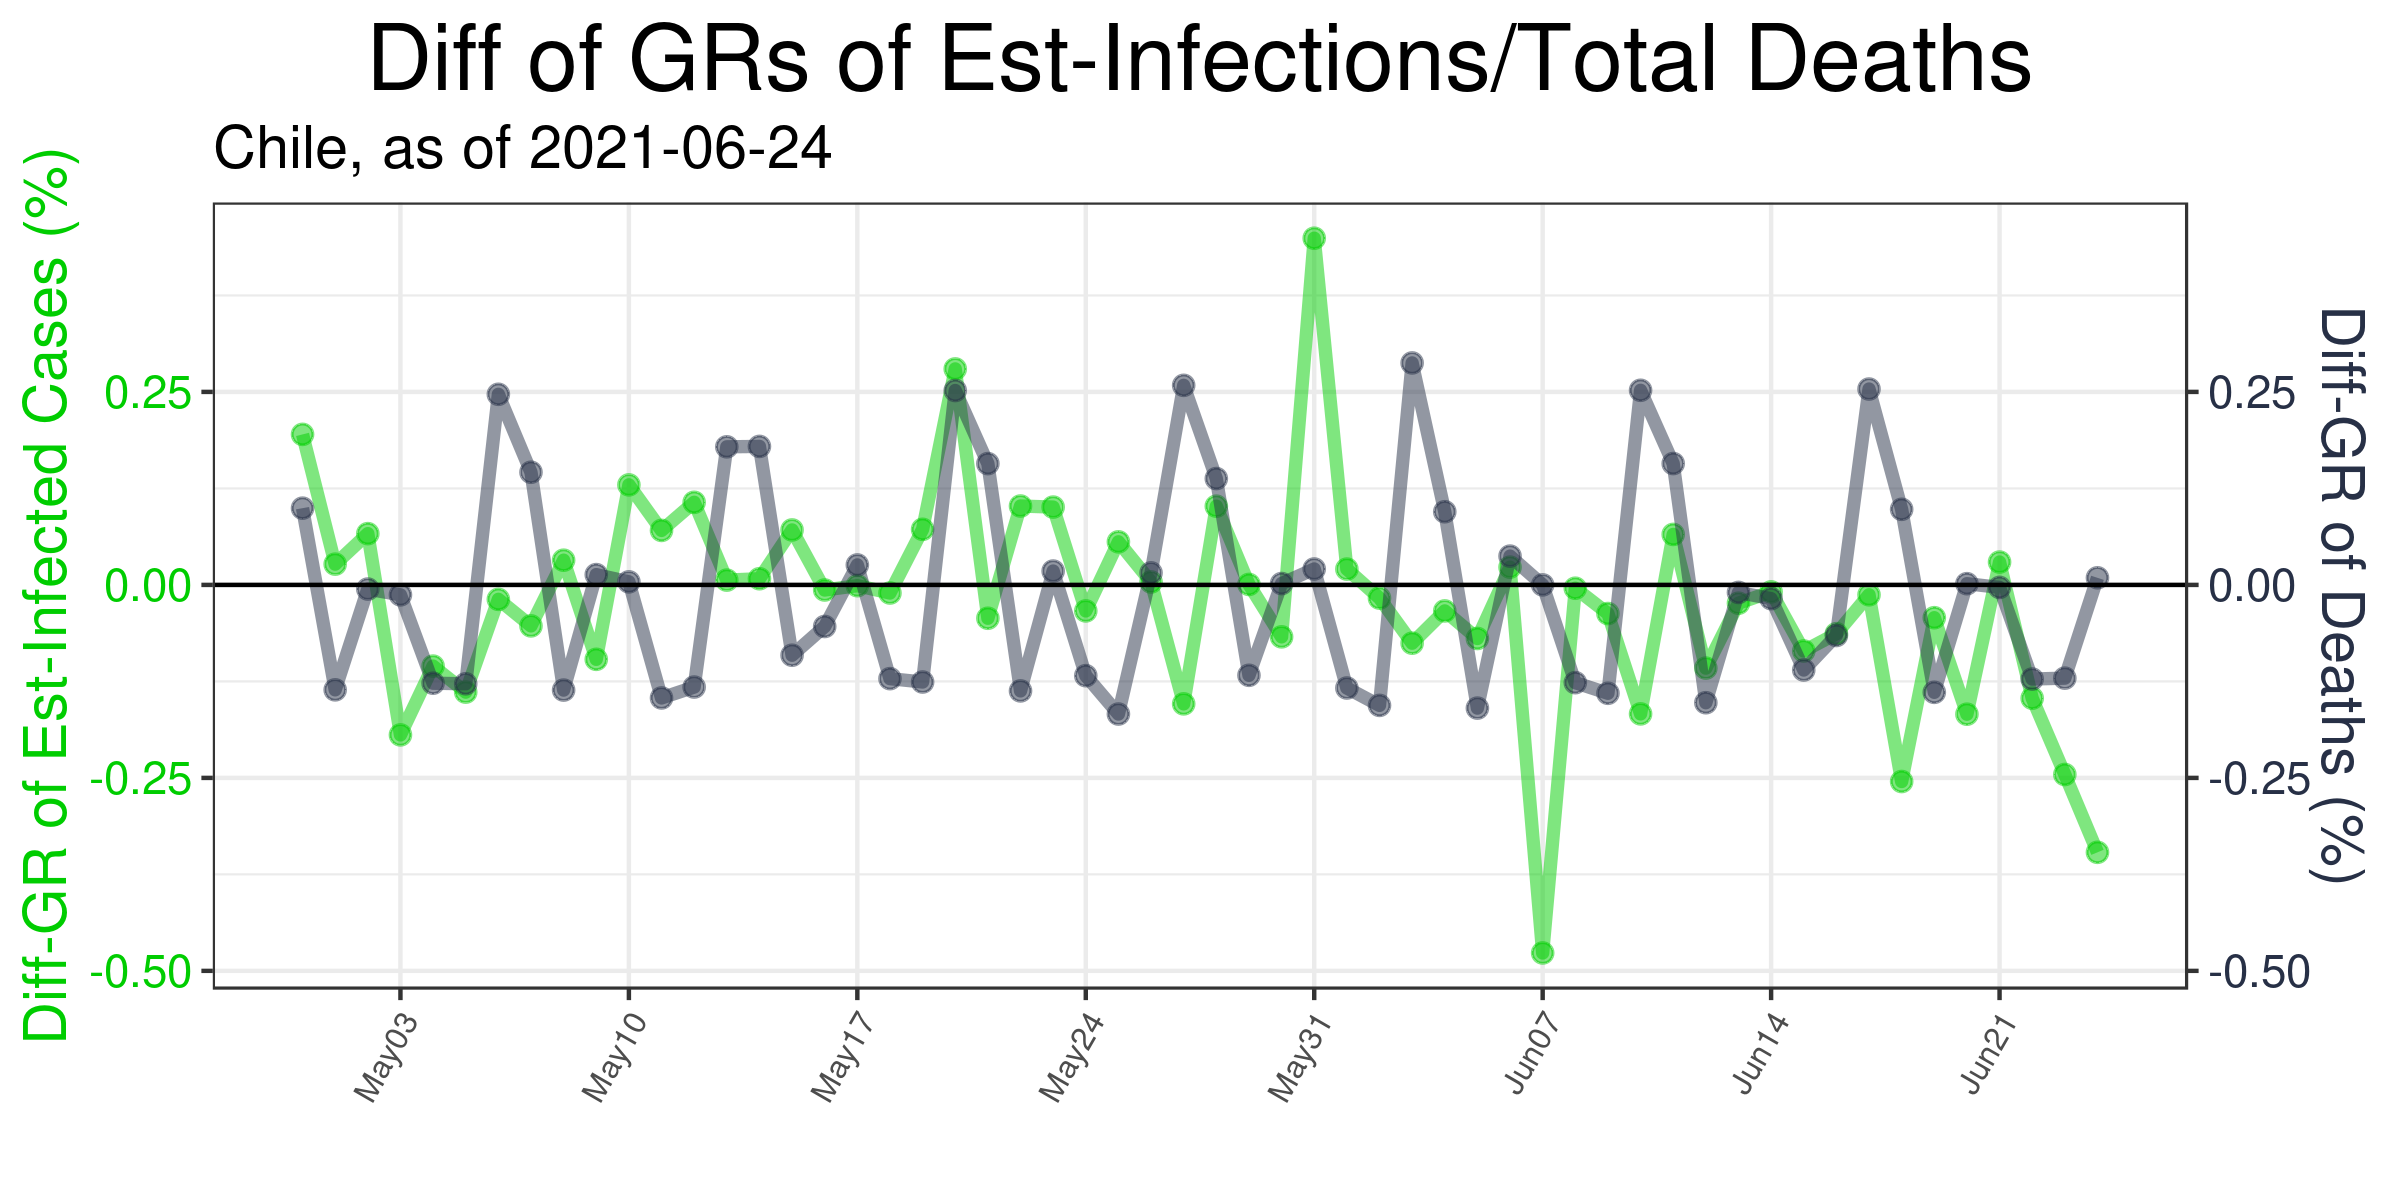 Diff of GRs of Est-Infections/Total Deaths
Chile, as of 2021-06-24
Diff-GR of Est-Infected Cases (%)
0.25
0.00
-0.25
-0.50
0.25
0.00
-0.25
-0.50
Diff-GR of Deaths (%)
May03
May10
May17
May24
May31
Jun07
Jun14
Jun21